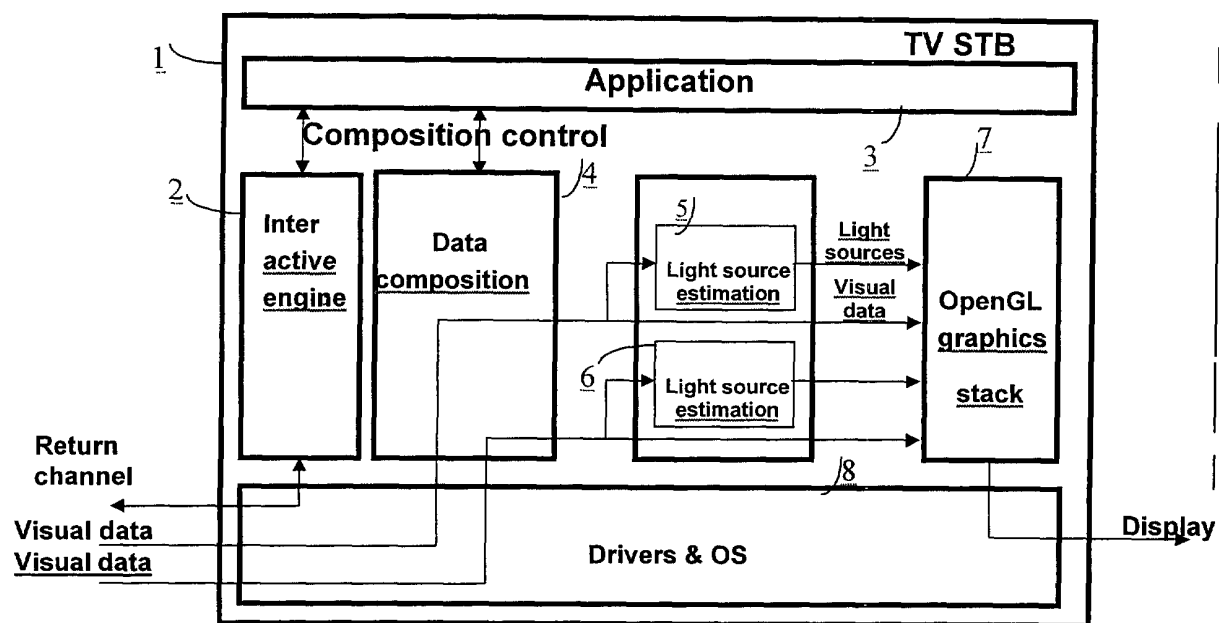 TV STB
1
Application
Composition control
3
7
2
4
Inter
active
engine
Data
composition
5
Light source
estimation
Light
sources
Visual
data
OpenGL
graphics
stack
6
Light source
estimation
Return
channel
8
Visual data
Visual data
Drivers & OS
Display